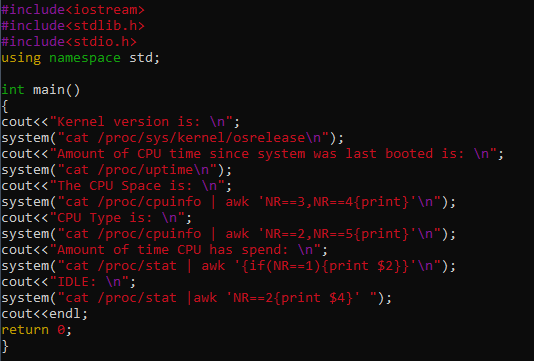 #include<iostream>
#include<stdlib.h>
#include<stdio.h>
using namespace std;
int main()
{
cout<<"Kernel version is: \n";
system("cat /proc/sys/kernel/osrelease\n");
cout<<"Amount of CPU time since system was last booted is: \n";
system("cat /proc/uptime\n");
cout<<"The CPU Space is: \n";
system("cat /proc/cpuinfo | awk 'NR==3,NR==4{print}'\n");
cout<<"CPU Type is: \n";
system("cat /proc/cpuinfo | awk 'NR==2,NR==5{print}'\n");
cout<<"Amount of time CPU has spend: \n";
system("cat /proc/stat | awk '{if(NR==1){print $2}}'\n");
cout<<"IDLE: \n";
system("cat /proc/stat |awk 'NR==2{print $4}' ");
cout<<endl;
return 0;
}